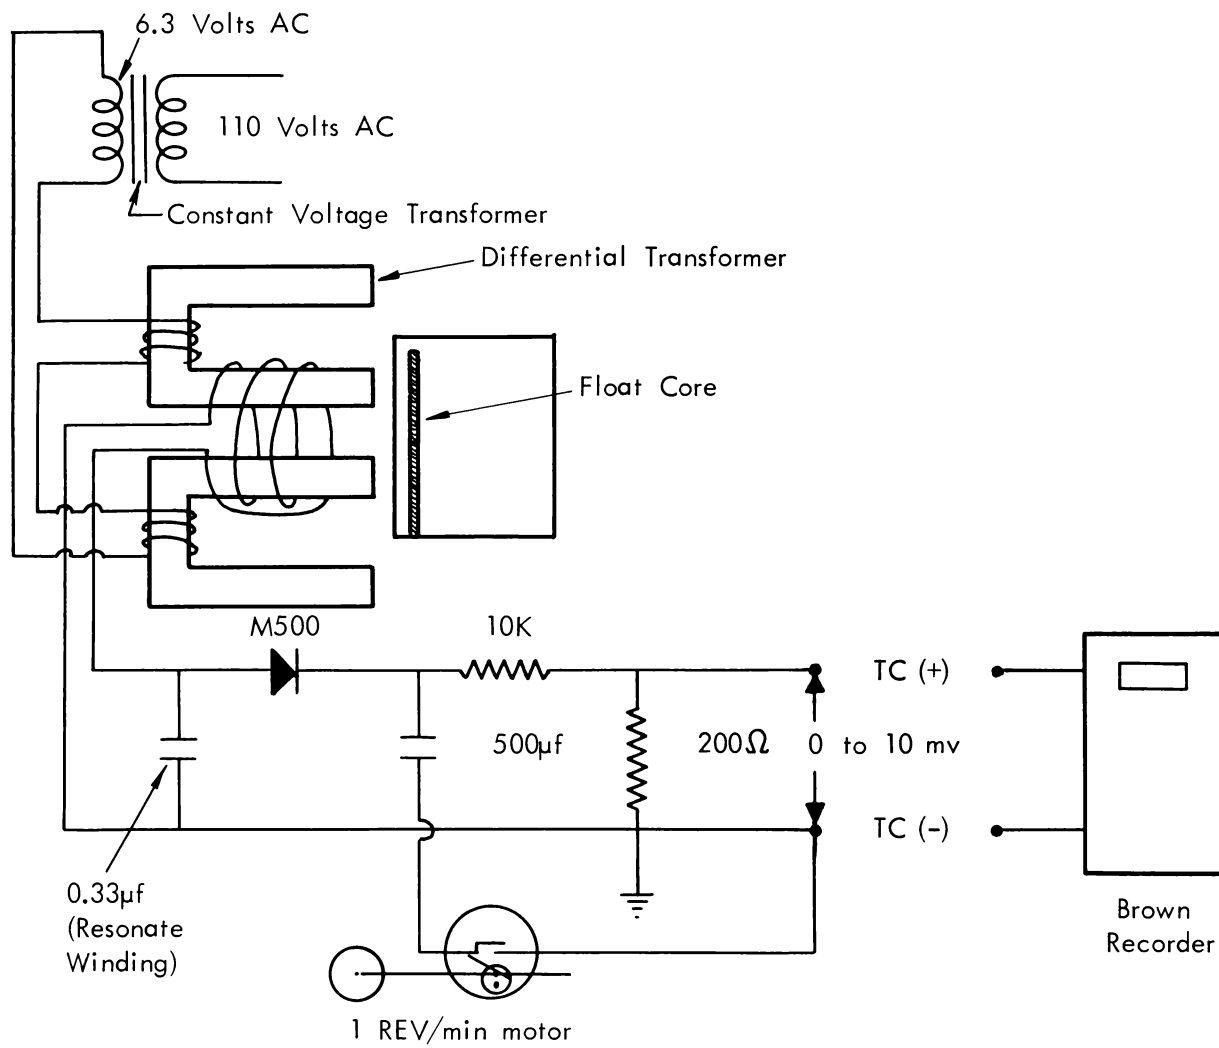 6.3 Volts AC
110 Volts AC
Constant Voltage Transformer
Differential Transformer
Float Core
M500
10K
TC (+)
500µf
200Ω
0 to 10 mv
TC (-)
0.33µf
(Resonate
Winding)
Brown
Recorder
1 REV/min motor